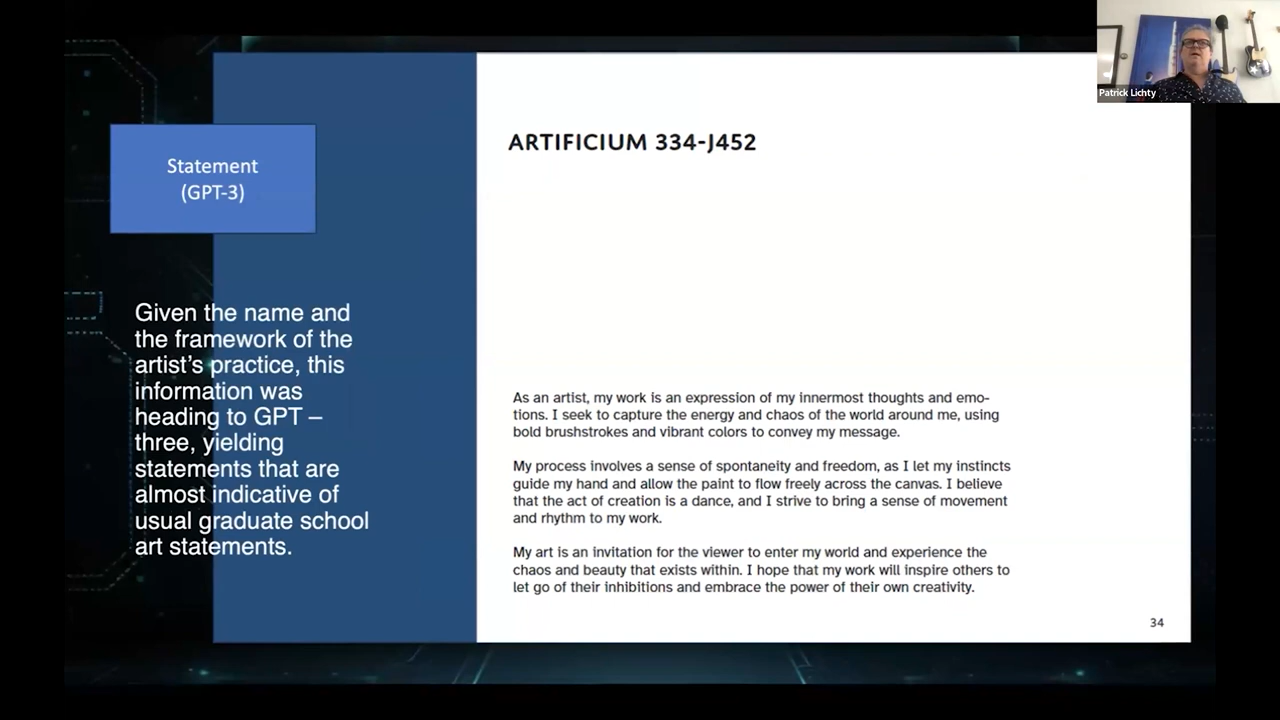 Patrick Lichty
Statement
(GPT-3)
Given the name and
the framework of the
artist's practice, this
information was
heading to GPT –
three, yielding
statements that are
almost indicative of
usual graduate school
art statements.
ARTIFICIUM 334-J452
As an artist, my work is an expression of my innermost thoughts and emo-
tions. I seek to capture the energy and chaos of the world around me, using
bold brushstrokes and vibrant colors to convey my message.
My process involves a sense of spontaneity and freedom, as I let my instincts
guide my hand and allow the paint to flow freely across the canvas. I believe
that the act of creation is a dance, and I strive to bring a sense of movement
and rhythm to my work.
My art is an invitation for the viewer to enter my world and experience the
chaos and beauty that exists within. I hope that my work will inspire others to
let go of their inhibitions and embrace the power of their own creativity.
34